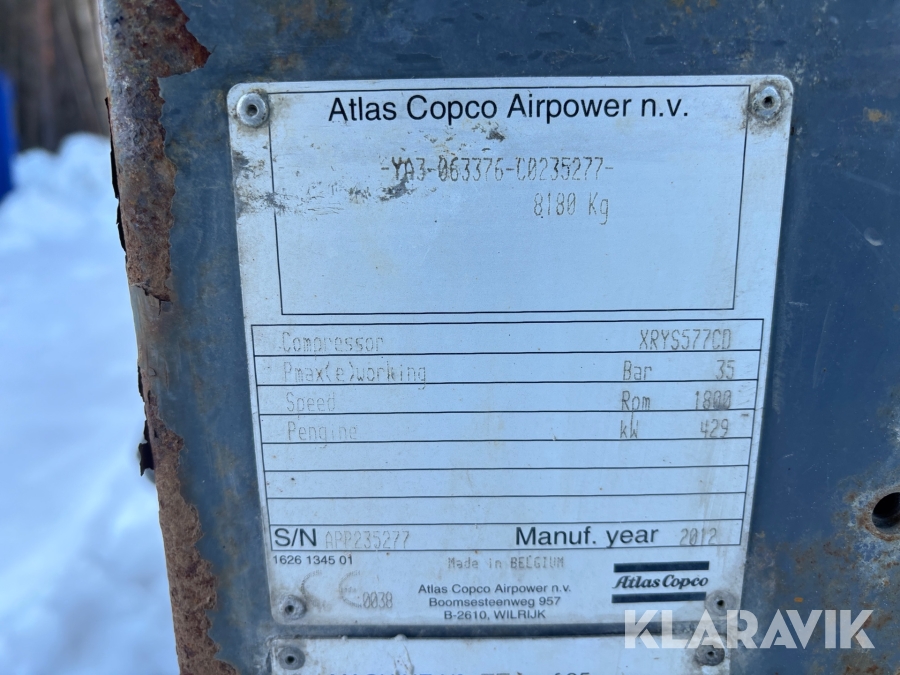 Atlas Copco Airpower n.v.
-YA3-063376-C0235277-
8180 Kg
Compressor XRYS577CD
Pmax(e)working Bar 35
Speed Rpm 1800
Pengine kW 429
S/N APP235277 Manuf. year 2012
1626 1345 01
Made in BELGIUM
CE 0038
Atlas Copco Airpower n.v.
Boomsesteenweg 957
B-2610, WILRIJK
Atlas Copco
KLARAVIK